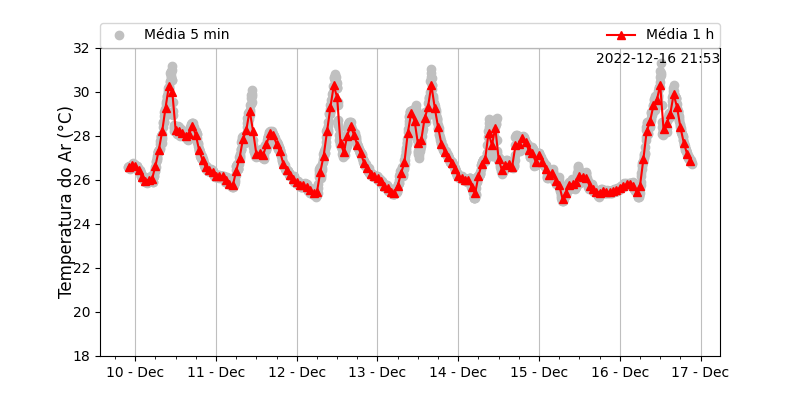 Média 5 min
Média 1 h
2022-12-16 21:53
Temperatura do Ar (°C)
32
30
28
26
24
22
20
18
10 - Dec
11 - Dec
12 - Dec
13 - Dec
14 - Dec
15 - Dec
16 - Dec
17 - Dec